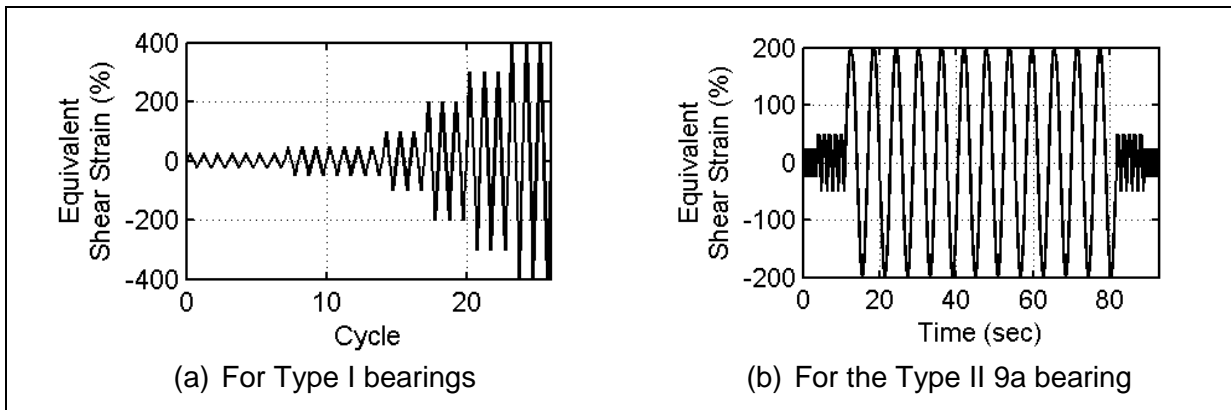 Equivalent
Shear Strain (%)
400
200
0
-200
-400
0
10
20
Cycle
(a) For Type I bearings
Equivalent
Shear Strain (%)
200
100
0
-100
-200
0
20
40
60
80
Time (sec)
(b) For the Type II 9a bearing